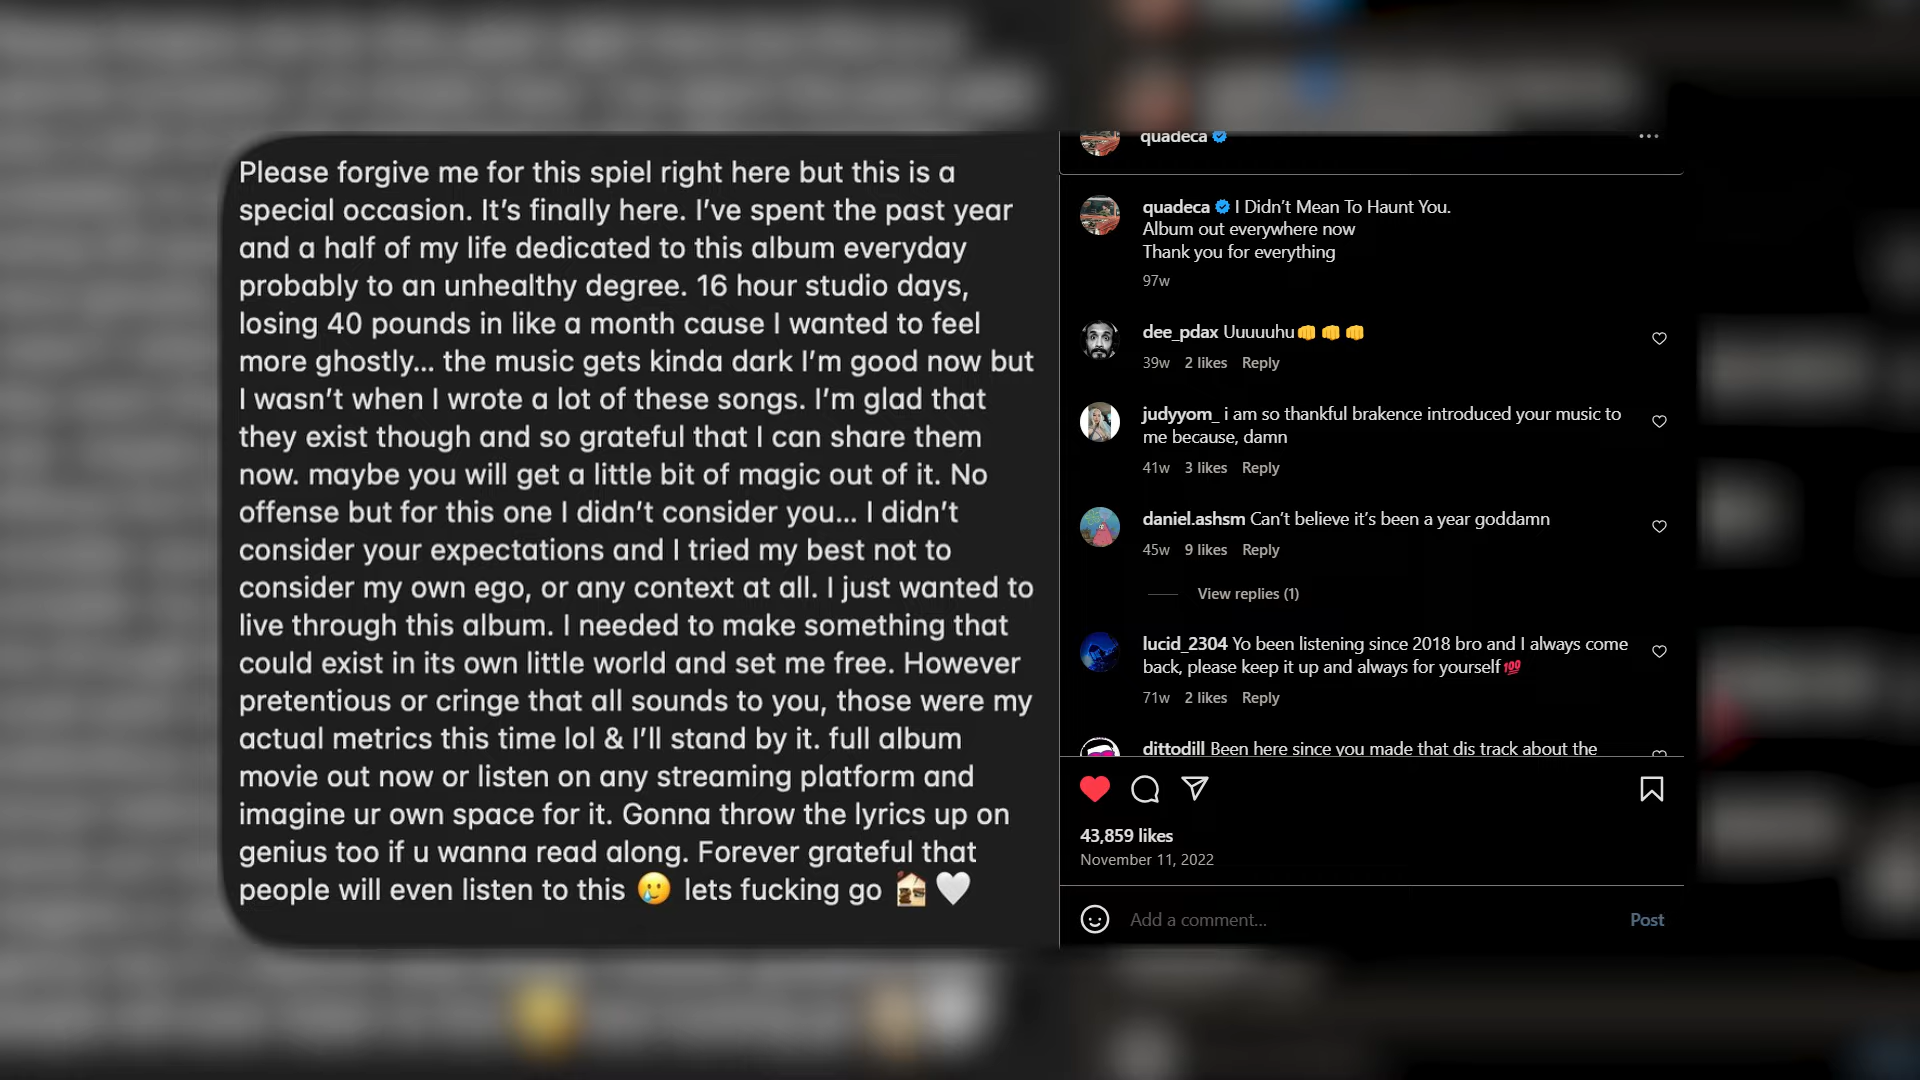 Please forgive me for this spiel right here but this is a
special occasion. It's finally here. I've spent the past year
and a half of my life dedicated to this album everyday
probably to an unhealthy degree. 16 hour studio days,
losing 40 pounds in like a month cause I wanted to feel
more ghostly... the music gets kinda dark I'm good now but
I wasn't when I wrote a lot of these songs. I'm glad that
they exist though and so grateful that I can share them
now. maybe you will get a little bit of magic out of it. No
offense but for this one I didn't consider you... I didn't
consider your expectations and I tried my best not to
consider my own ego, or any context at all. I just wanted to
live through this album. I needed to make something that
could exist in its own little world and set me free. However
pretentious or cringe that all sounds to you, those were my
actual metrics this time lol & I'll stand by it. full album
movie out now or listen on any streaming platform and
imagine ur own space for it. Gonna throw the lyrics up on
genius too if u wanna read along. Forever grateful that
people will even listen to this 🥲 lets fucking go 🏚️🤍
quadeca
quadeca I Didn't Mean To Haunt You.
Album out everywhere now
Thank you for everything
97w
dee_pdax Uuuuuhu👊👊👊
39w 2 likes Reply
judyyom_ i am so thankful brakence introduced your music to
me because, damn
41w 3 likes Reply
daniel.ashsm Can't believe it's been a year goddamn
45w 9 likes Reply
View replies (1)
lucid_2304 Yo been listening since 2018 bro and I always come
back, please keep it up and always for yourself💯
71w 2 likes Reply
dittodill Been here since you made that dis track about the
43,859 likes
November 11, 2022
Add a comment...
Post